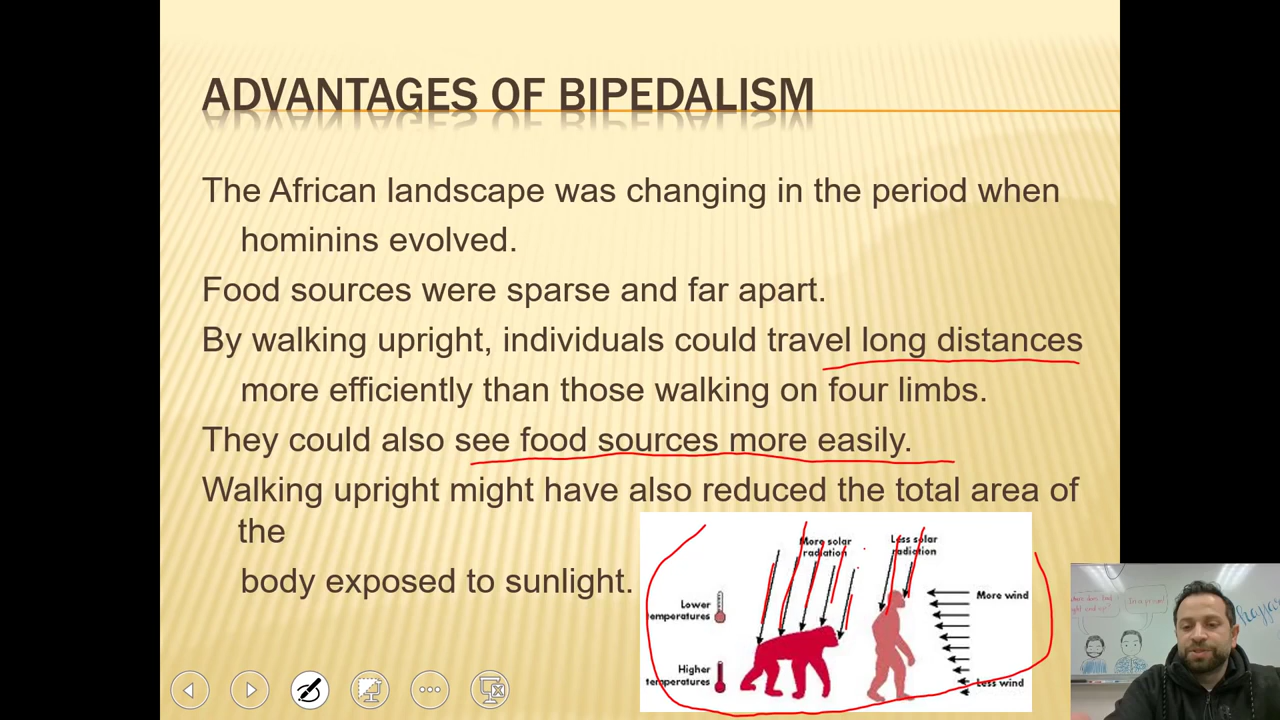 ADVANTAGES OF BIPEDALISM
The African landscape was changing in the period when
hominins evolved.
Food sources were sparse and far apart.
By walking upright, individuals could travel long distances
more efficiently than those walking on four limbs.
They could also see food sources more easily.
Walking upright might have also reduced the total area of
the
body exposed to sunlight.
More solar
radiation
Less solar
radiation
Lower
temperatures
More wind
Higher
temperatures
Less wind